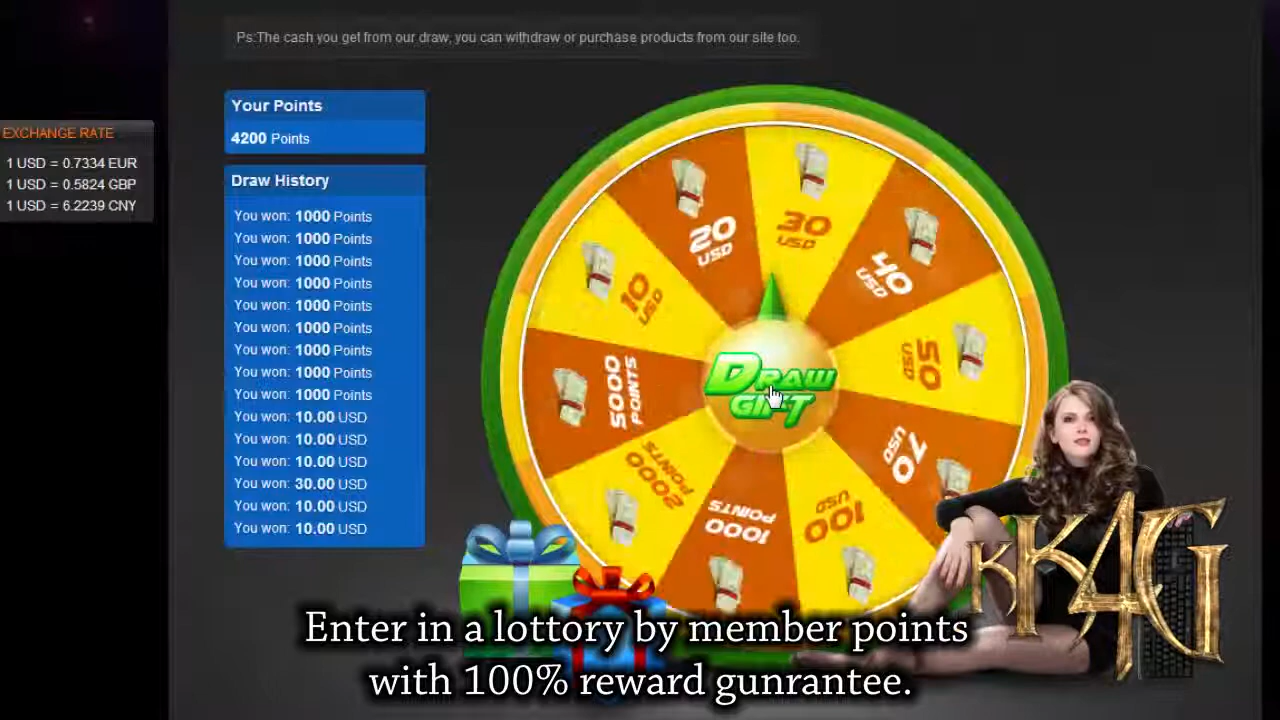 Ps:The cash you get from our draw, you can withdraw or purchase products from our site too.
EXCHANGE RATE
1 USD = 0.7334 EUR
1 USD = 0.5824 GBP
1 USD = 6.2239 CNY
Your Points
4200 Points
Draw History
You won: 1000 Points
You won: 1000 Points
You won: 1000 Points
You won: 1000 Points
You won: 1000 Points
You won: 1000 Points
You won: 1000 Points
You won: 1000 Points
You won: 1000 Points
You won: 10.00 USD
You won: 10.00 USD
You won: 10.00 USD
You won: 30.00 USD
You won: 10.00 USD
You won: 10.00 USD
20
USD
30
USD
40
USD
10
USD
50
USD
5000
POINTS
DRAW
GIFT
70
USD
2000
POINTS
1000
POINTS
100
USD
KK4G
Enter in a lottory by member points
with 100% reward gunrantee.